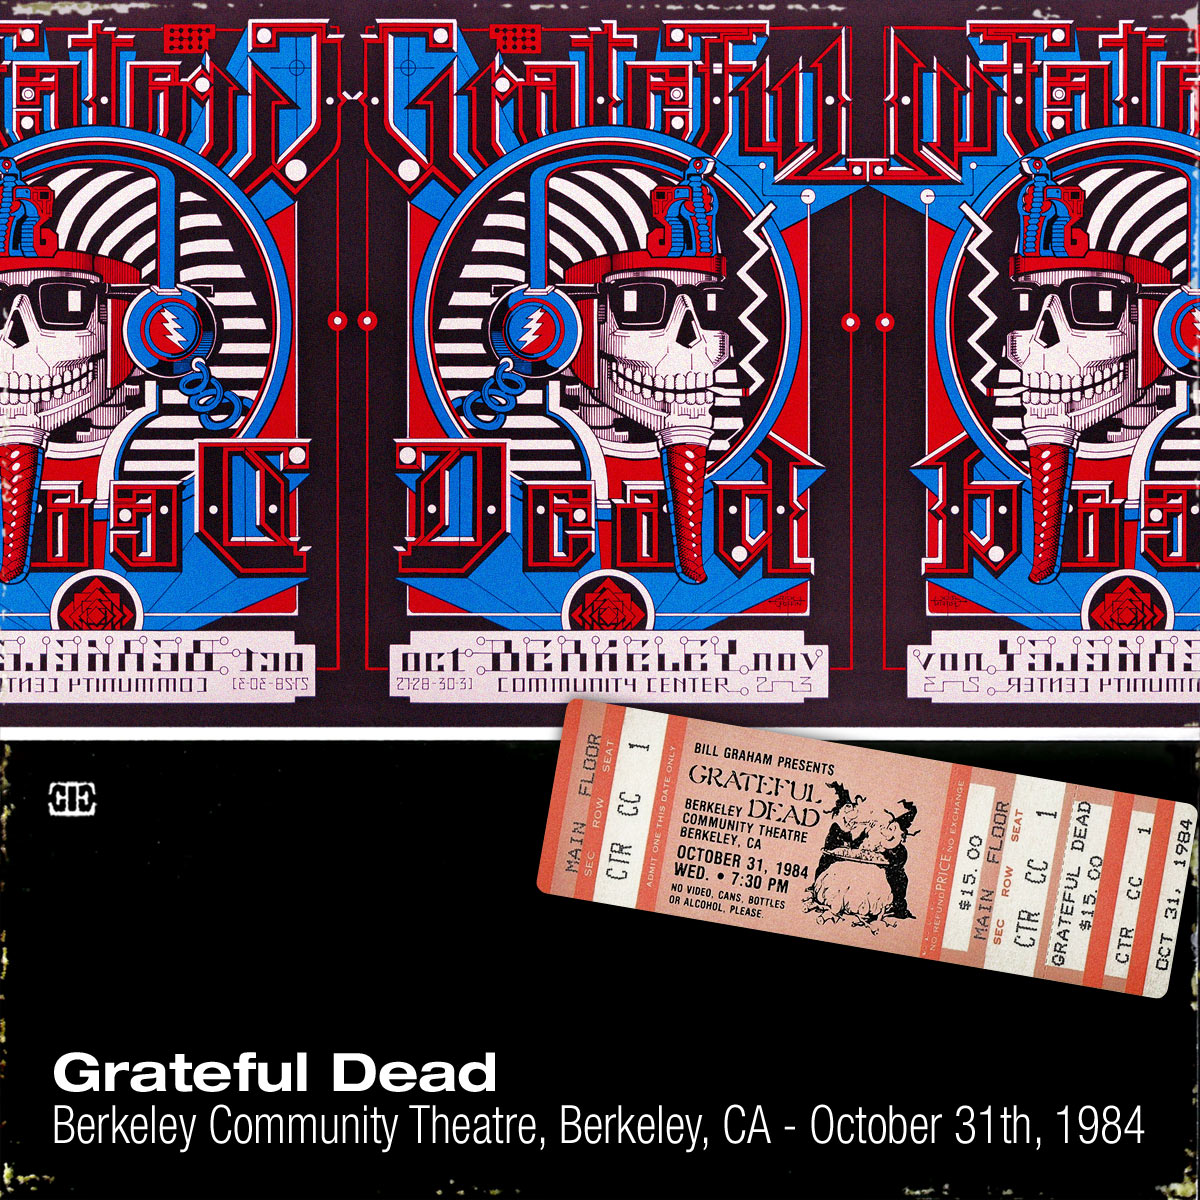 Grateful
Dead
oct BERKELEY nov
27-28-30-31 COMMUNITY CENTER 2-3
MAIN FLOOR
SEC ROW SEAT
CTR CC 1
ADMIT ONE THIS DATE ONLY
BILL GRAHAM PRESENTS
GRATEFUL
DEAD
BERKELEY
COMMUNITY THEATRE
BERKELEY, CA
OCTOBER 31, 1984
WED. • 7:30 PM
NO VIDEO, CANS, BOTTLES
OR ALCOHOL, PLEASE.
NO REFUND PRICE NO EXCHANGE
$15.00
MAIN FLOOR
SEC ROW SEAT
CTR CC 1
GRATEFUL DEAD
$15.00
CTR CC 1
OCT 31, 1984
Grateful Dead
Berkeley Community Theatre, Berkeley, CA - October 31th, 1984